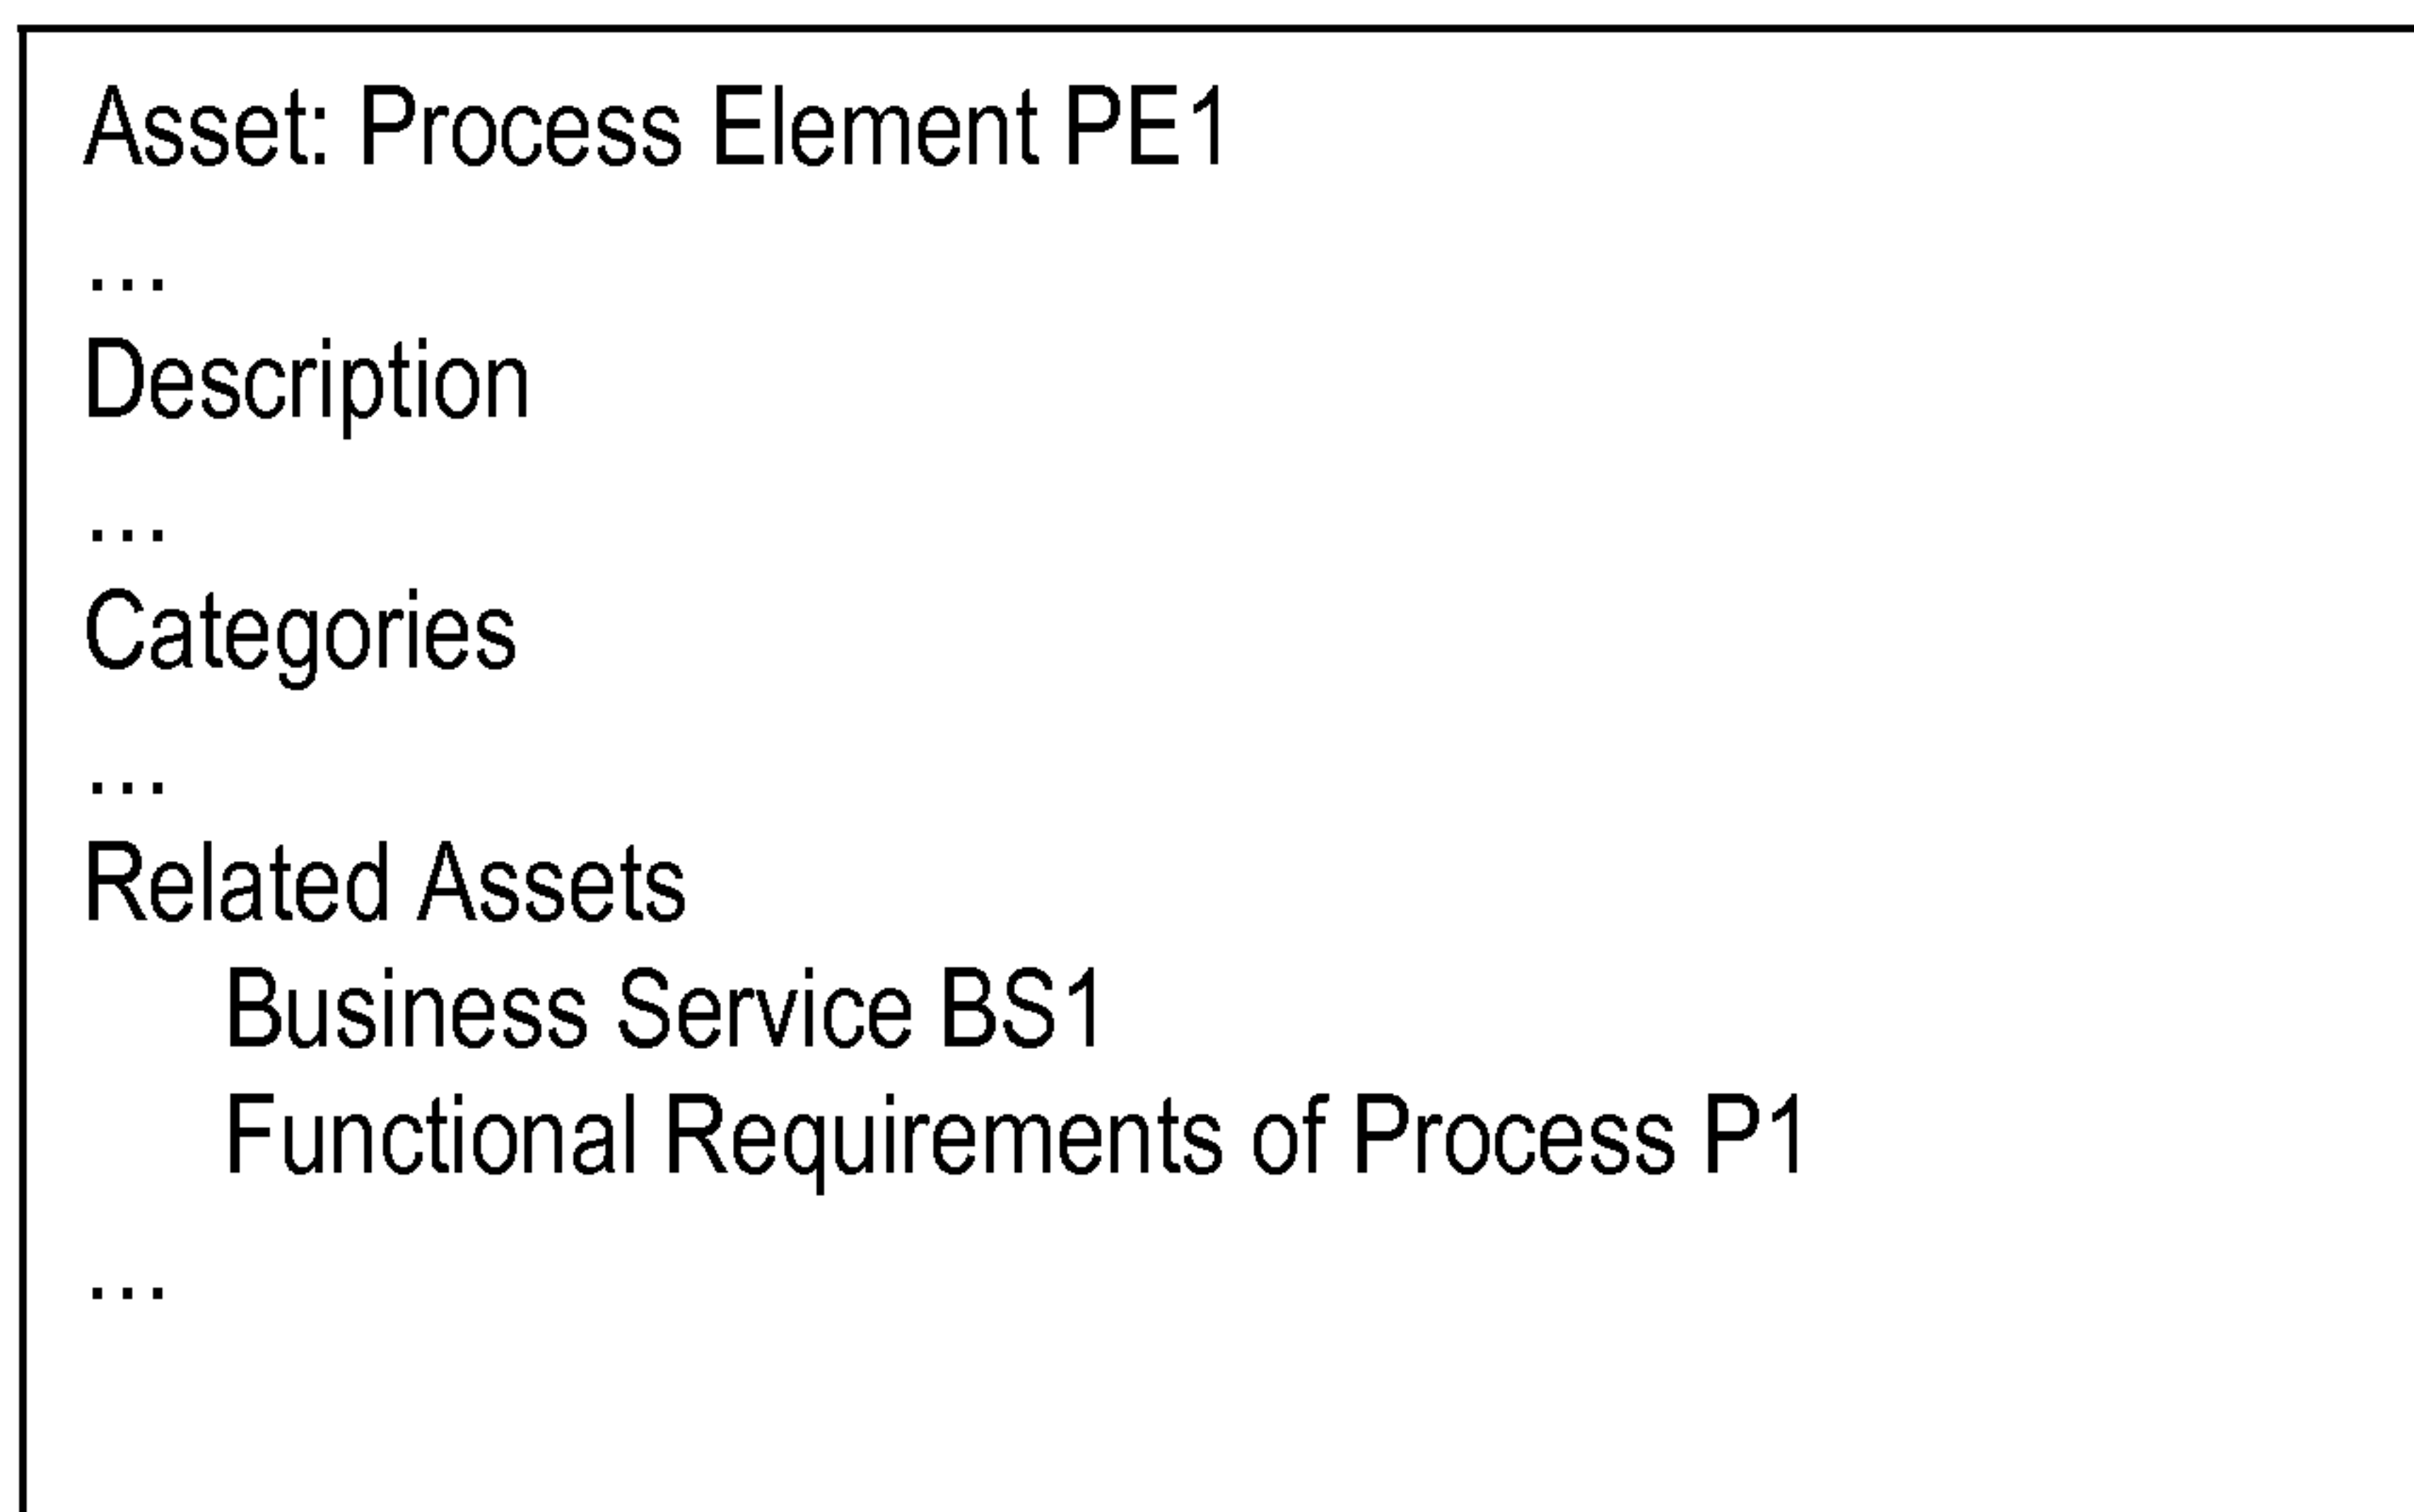 Asset: Process Element PE1
...
Description
...
Categories
...
Related Assets
Business Service BS1
Functional Requirements of Process P1
...